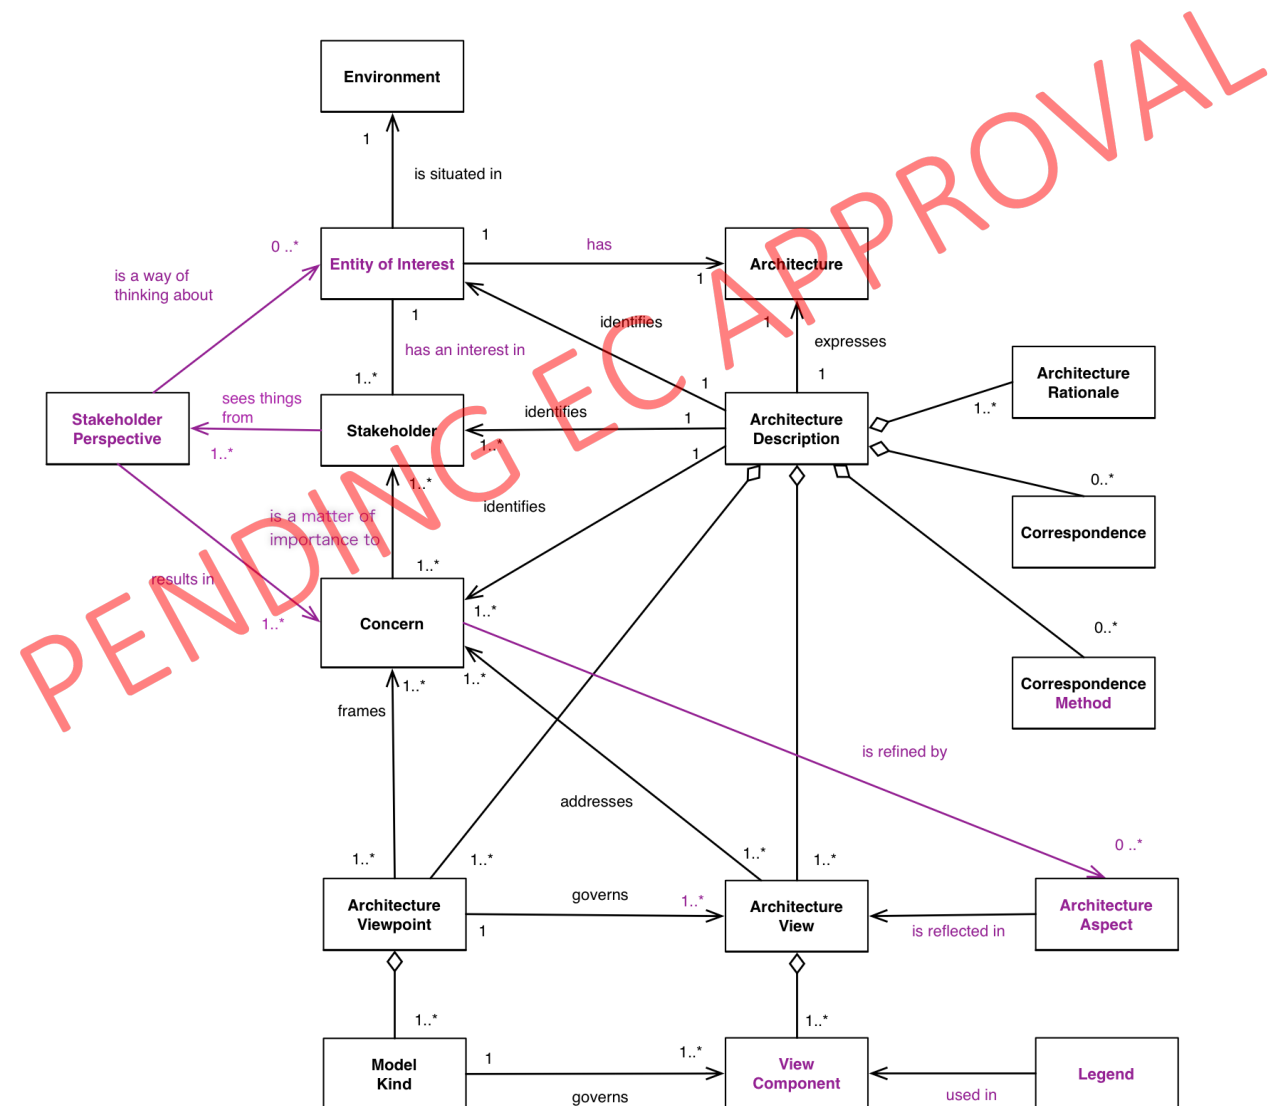 Environment
1
is situated in
0 ..*
1
has
is a way of
thinking about
Entity of Interest
Architecture
1
1
identifies
1
expresses
has an interest in
1
1..*
1
Architecture
Rationale
sees things
from
1..*
Stakeholder
Perspective
identifies
1
Stakeholder
Architecture
Description
1..*
1..*
1
1..*
identifies
0..*
is a matter of
importance to
Correspondence
1..*
results in
1..*
1..*
Concern
0..*
1..*
1..*
Correspondence
Method
frames
is refined by
addresses
0 ..*
1..*
1..*
1..*
1..*
governs
1..*
Architecture
Viewpoint
Architecture
View
Architecture
Aspect
1
is reflected in
1..*
1..*
1
1..*
Model
Kind
View
Component
Legend
governs
used in
PENDING EC APPROVAL